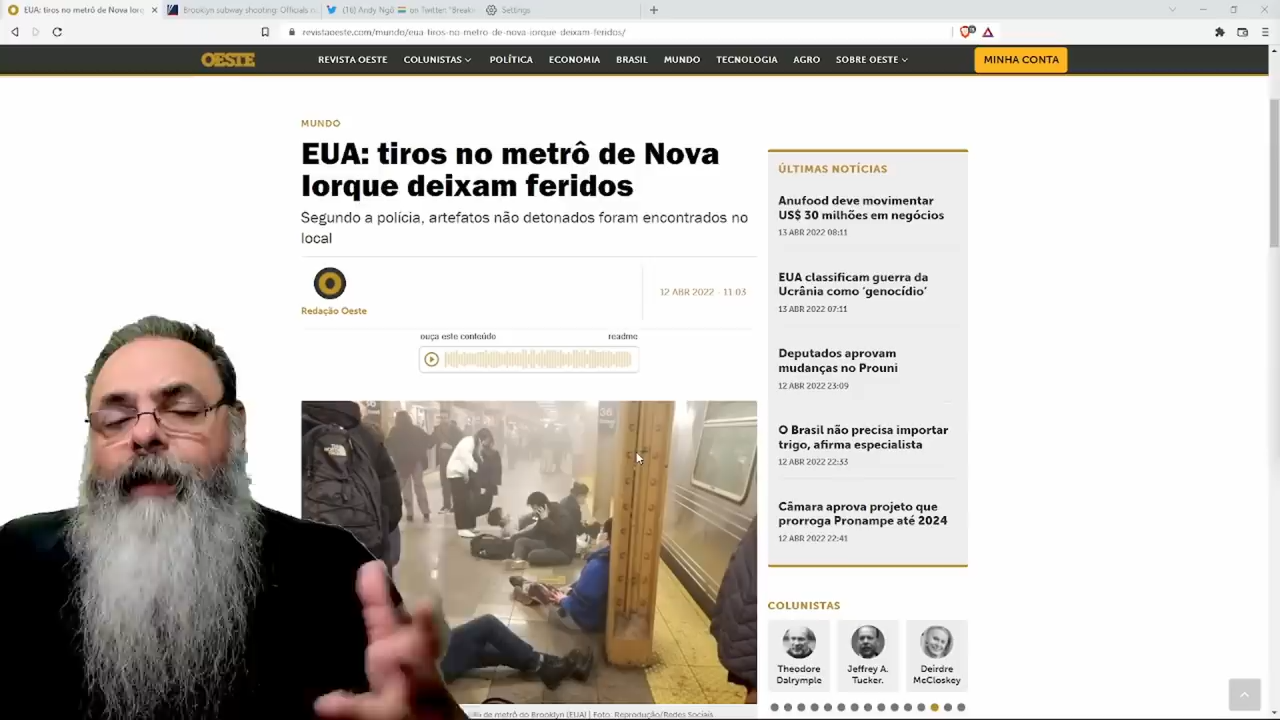 EUA: tiros no metrô de Nova Iorq
Brooklyn subway shooting: Officials n
(16) Andy Ngô on Twitter: "Break
Settings
revistaoeste.com/mundo/eua-tiros-no-metro-de-nova-iorque-deixam-feridos/
OESTE
REVISTA OESTE
COLUNISTAS
POLÍTICA
ECONOMIA
BRASIL
MUNDO
TECNOLOGIA
AGRO
SOBRE OESTE
MINHA CONTA
MUNDO
EUA: tiros no metrô de Nova
Iorque deixam feridos
Segundo a polícia, artefatos não detonados foram encontrados no
local
Redação Oeste
12 ABR 2022 - 11:03
ouça este conteúdo
readme
36
de metrô do Brooklyn (EUA) | Foto: Reprodução/Redes Sociais
ÚLTIMAS NOTÍCIAS
Anufood deve movimentar
US$ 30 milhões em negócios
13 ABR 2022 08:11
EUA classificam guerra da
Ucrânia como ‘genocídio’
13 ABR 2022 07:11
Deputados aprovam
mudanças no Prouni
12 ABR 2022 23:09
O Brasil não precisa importar
trigo, afirma especialista
12 ABR 2022 22:33
Câmara aprova projeto que
prorroga Pronampe até 2024
12 ABR 2022 22:41
COLUNISTAS
Theodore
Dalrymple
Jeffrey A.
Tucker.
Deirdre
McCloskey